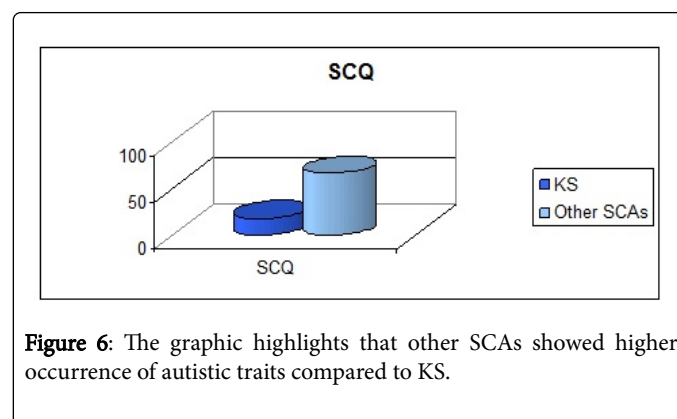 SCQ
100
50
0
SCQ
KS
Other SCAs
Figure 6: The graphic highlights that other SCAs showed higher
occurrence of autistic traits compared to KS.